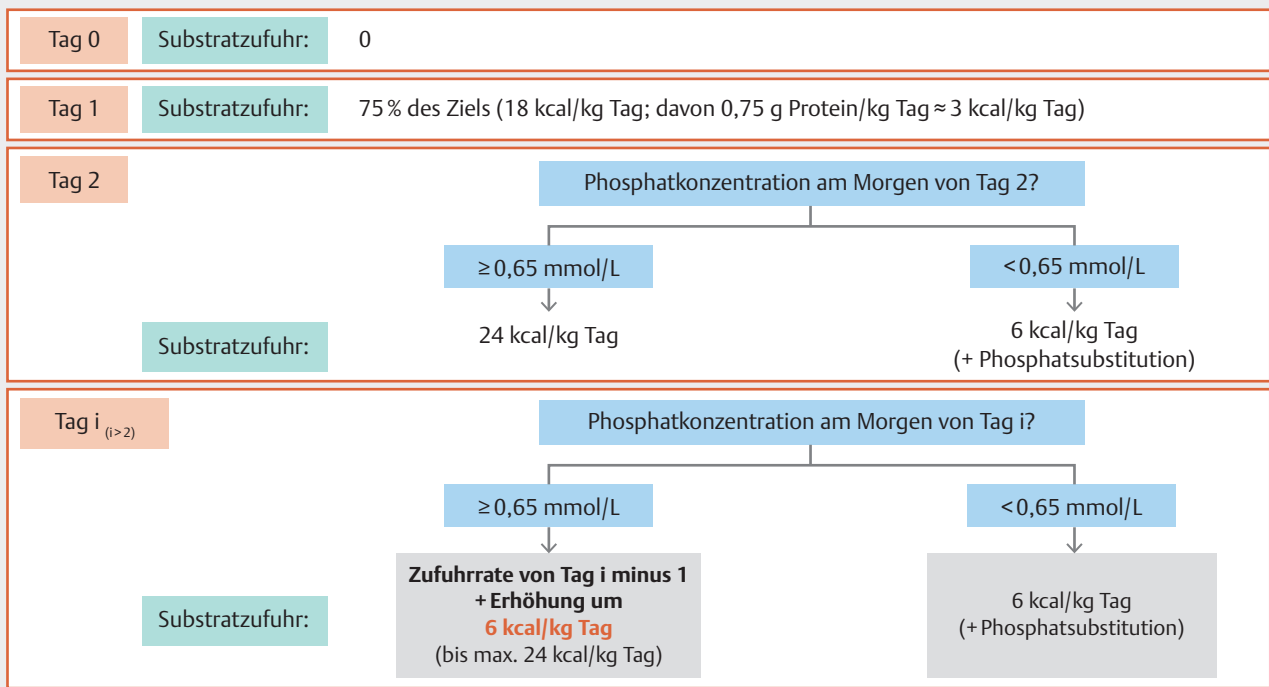 Tag 0 Substratzufuhr: 0
Tag 1 Substratzufuhr: 75 % des Ziels (18 kcal/kg Tag; davon 0,75 g Protein/kg Tag ≈ 3 kcal/kg Tag)
Tag 2 Phosphatkonzentration am Morgen von Tag 2?
≥ 0,65 mmol/L < 0,65 mmol/L
Substratzufuhr: 24 kcal/kg Tag 6 kcal/kg Tag
(+ Phosphatsubstitution)
Tag i (i > 2) Phosphatkonzentration am Morgen von Tag i?
≥ 0,65 mmol/L < 0,65 mmol/L
Substratzufuhr:
Zufuhrrate von Tag i minus 1
+ Erhöhung um
6 kcal/kg Tag
(bis max. 24 kcal/kg Tag)
6 kcal/kg Tag
(+ Phosphatsubstitution)